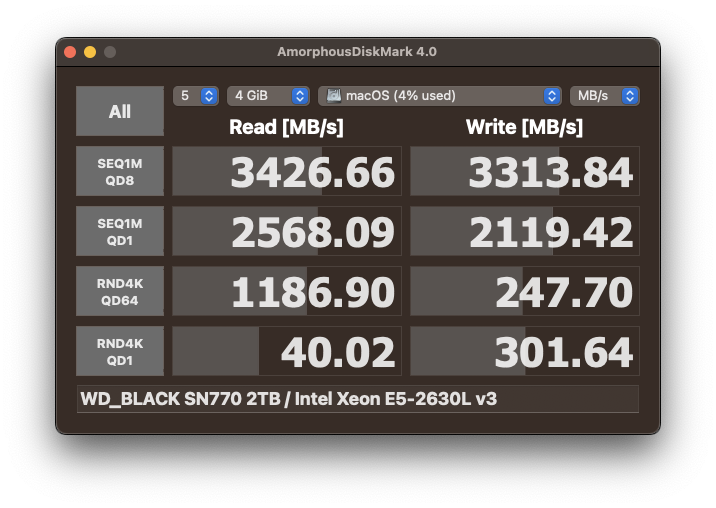 AmorphousDiskMark 4.0
All
5 4 GiB macOS (4% used) MB/s
Read [MB/s] Write [MB/s]
SEQ1M
QD8
3426.66 3313.84
SEQ1M
QD1
2568.09 2119.42
RND4K
QD64
1186.90 247.70
RND4K
QD1
40.02 301.64
WD_BLACK SN770 2TB / Intel Xeon E5-2630L v3